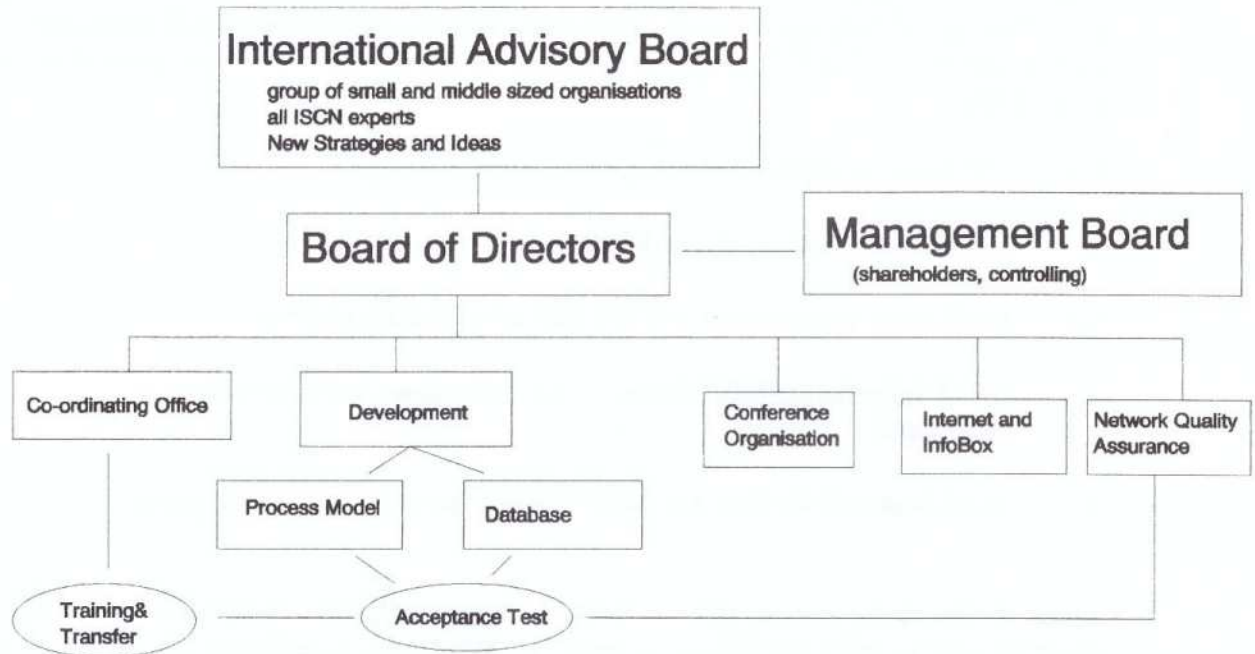 International Advisory Board
group of small and middle sized organisations
all ISCN experts
New Strategies and Ideas
Board of Directors
Management Board
(shareholders, controlling)
Co-ordinating Office
Development
Conference
Organisation
Internet and
InfoBox
Network Quality
Assurance
Process Model
Database
Training&
Transfer
Acceptance Test